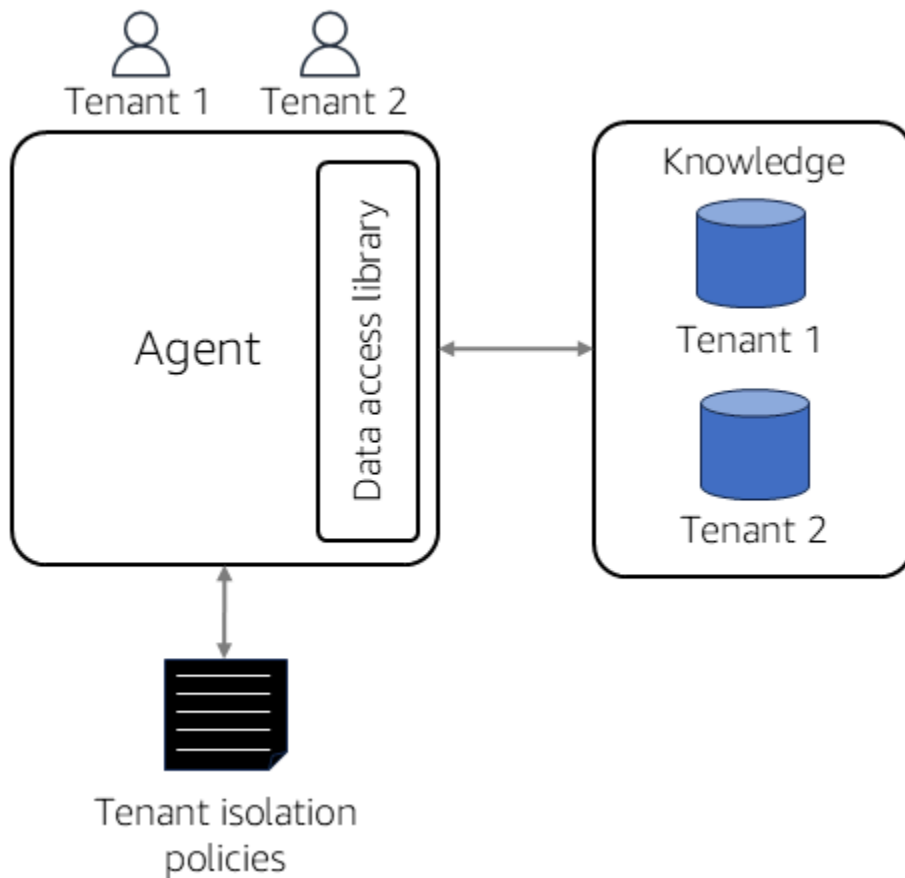 Tenant 1
Tenant 2
Agent
Data access library
Knowledge
Tenant 1
Tenant 2
Tenant isolation
policies